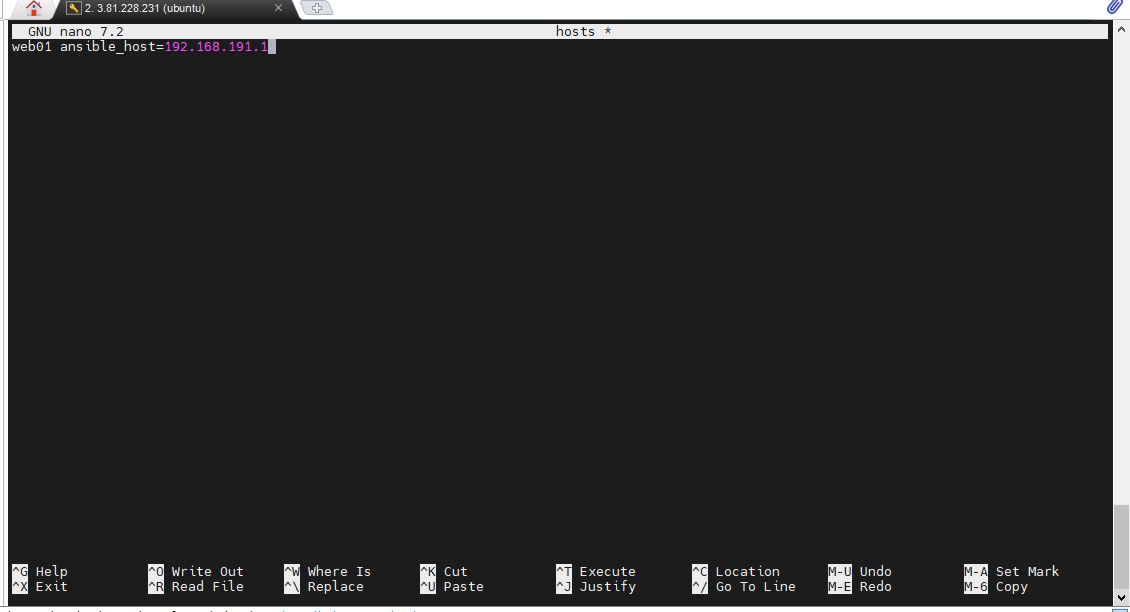 2. 3.81.228.231 (ubuntu)
GNU nano 7.2 hosts *
web01 ansible_host=192.168.191.1
^G Help ^O Write Out ^W Where Is ^K Cut ^T Execute ^C Location M-U Undo M-A Set Mark
^X Exit ^R Read File ^\ Replace ^U Paste ^J Justify ^/ Go To Line M-E Redo M-6 Copy